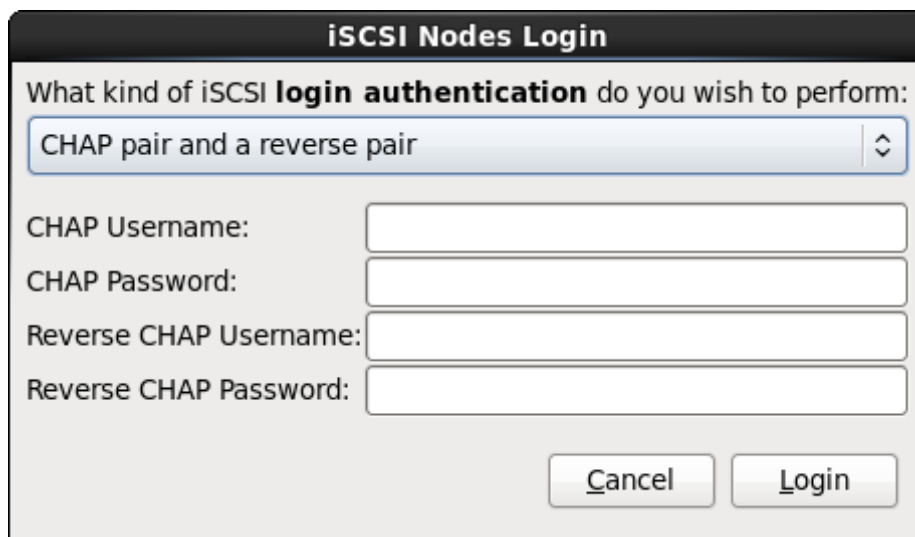 iSCSI Nodes Login
What kind of iSCSI login authentication do you wish to perform:
CHAP pair and a reverse pair
CHAP Username:
CHAP Password:
Reverse CHAP Username:
Reverse CHAP Password:
Cancel Login